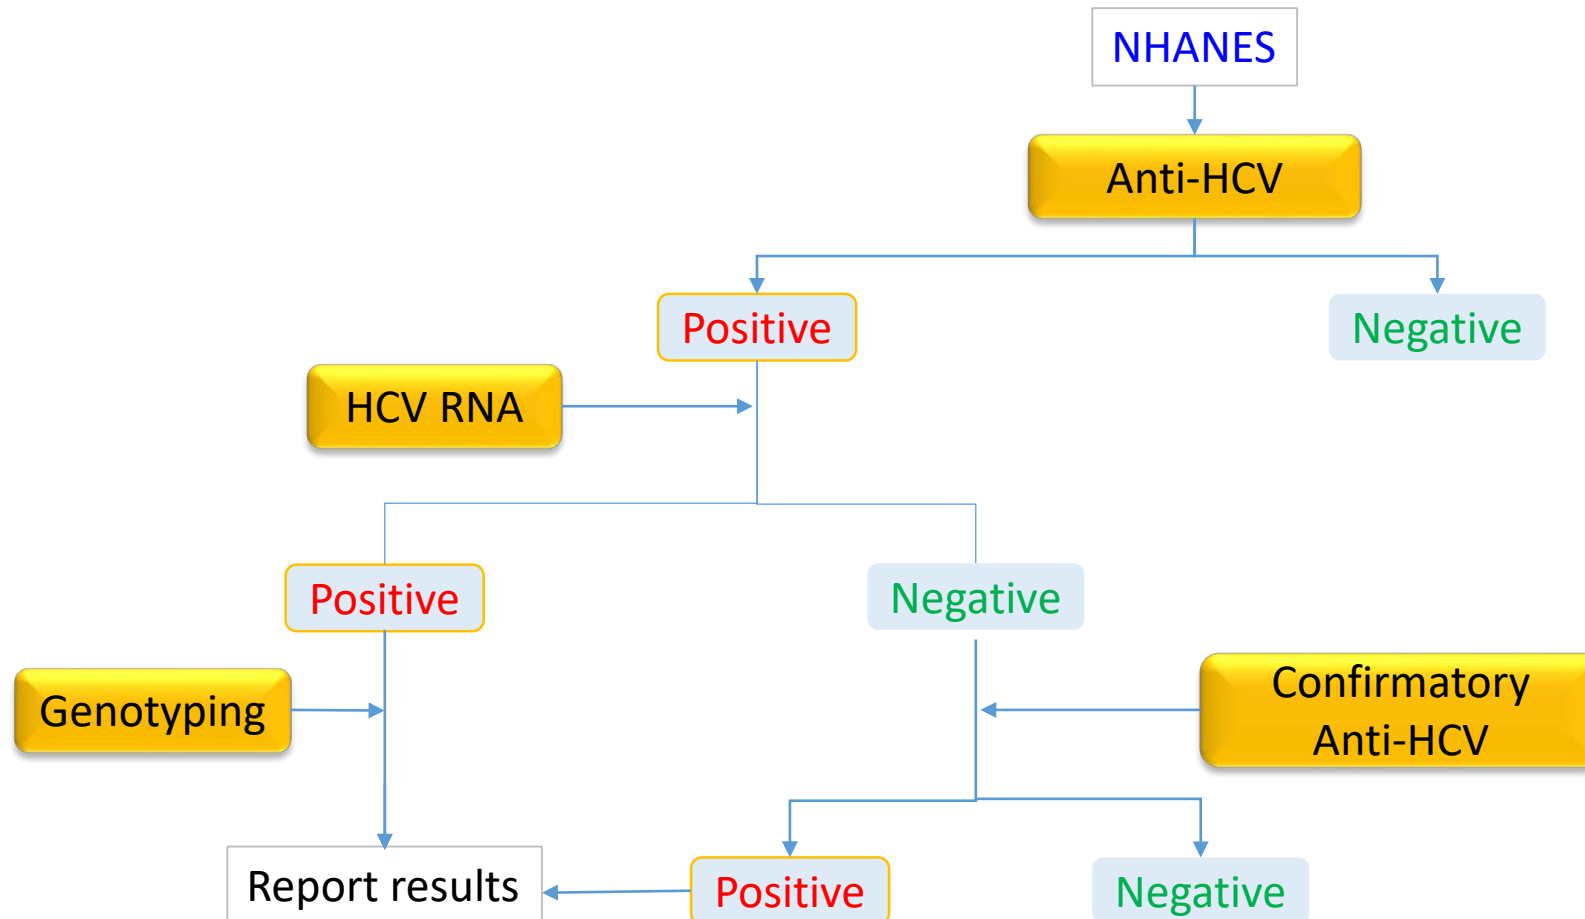 NHANES
Anti-HCV
Positive
Negative
HCV RNA
Positive
Negative
Genotyping
Confirmatory
Anti-HCV
Report results
Positive
Negative